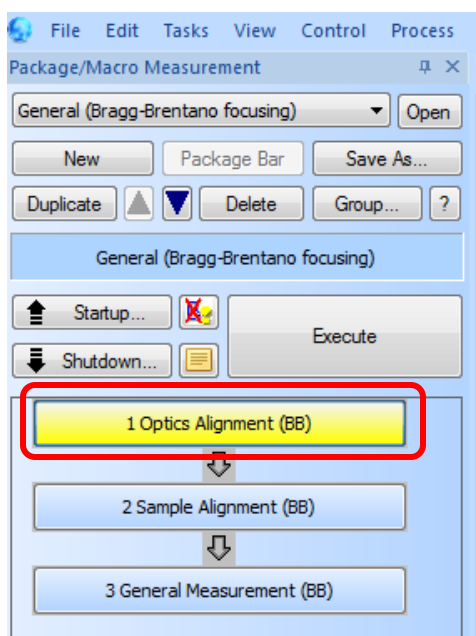 File Edit Tasks View Control Process
Package/Macro Measurement
General (Bragg-Brentano focusing) Open
New Package Bar Save As...
Duplicate Delete Group... ?
General (Bragg-Brentano focusing)
Startup...
Execute
Shutdown...
1 Optics Alignment (BB)
2 Sample Alignment (BB)
3 General Measurement (BB)